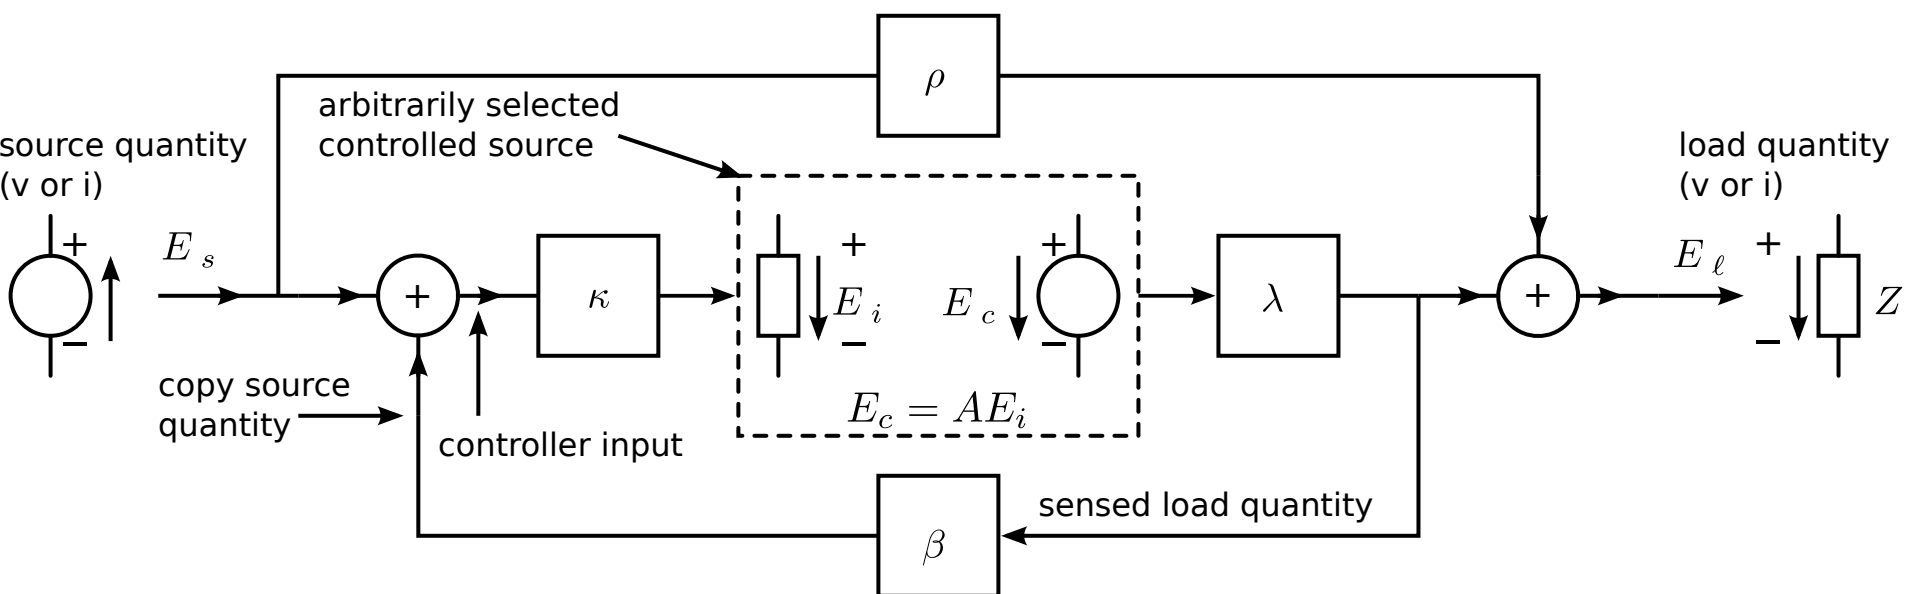 ρ
arbitrarily selected
controlled source
source quantity
(v or i)
load quantity
(v or i)
+
E s
+
κ
+
E i
−
+
E c
−
E_c = AE_i
λ
+
E ℓ
+
−
Z
−
copy source
quantity
controller input
sensed load quantity
β